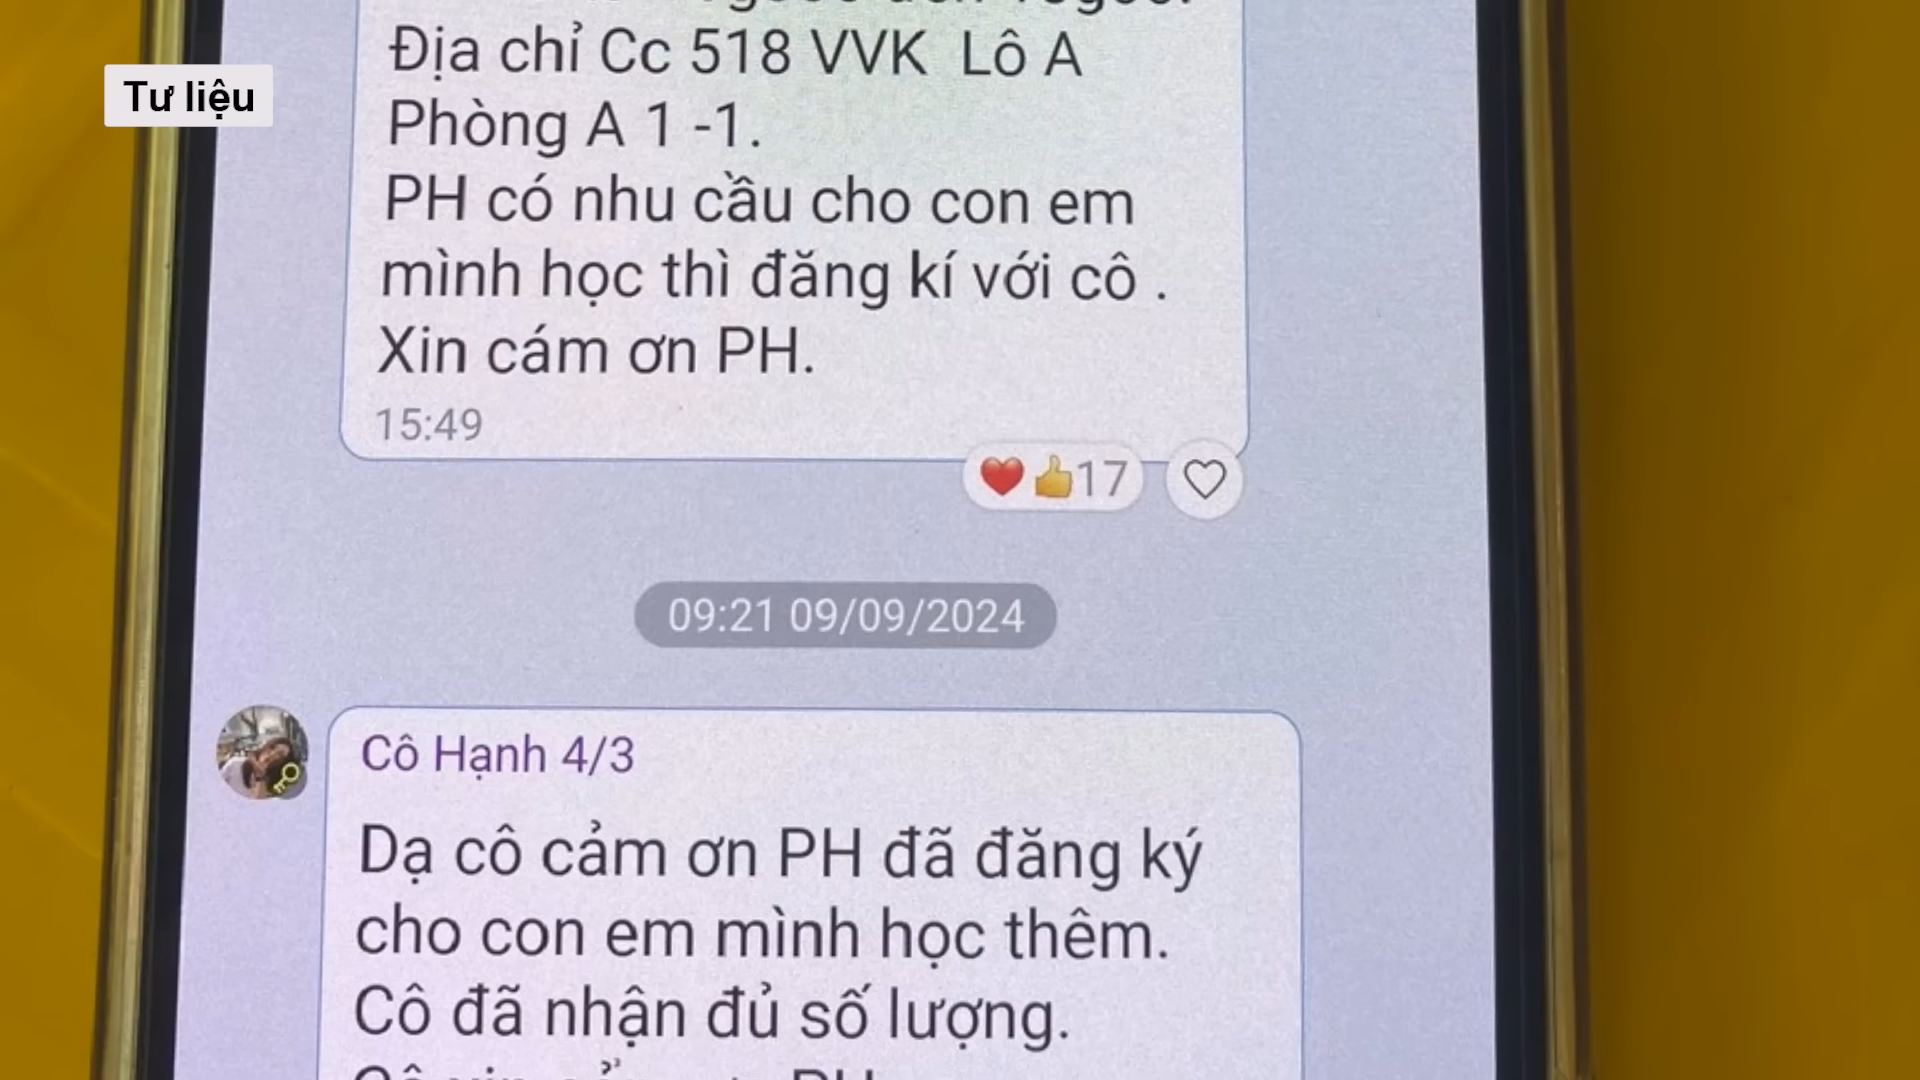 Tư liệu
Địa chỉ Cc 518 VVK Lô A
Phòng A 1 -1.
PH có nhu cầu cho con em
mình học thì đăng kí với cô .
Xin cám ơn PH.
15:49
17
09:21 09/09/2024
Cô Hạnh 4/3
Dạ cô cảm ơn PH đã đăng ký
cho con em mình học thêm.
Cô đã nhận đủ số lượng.